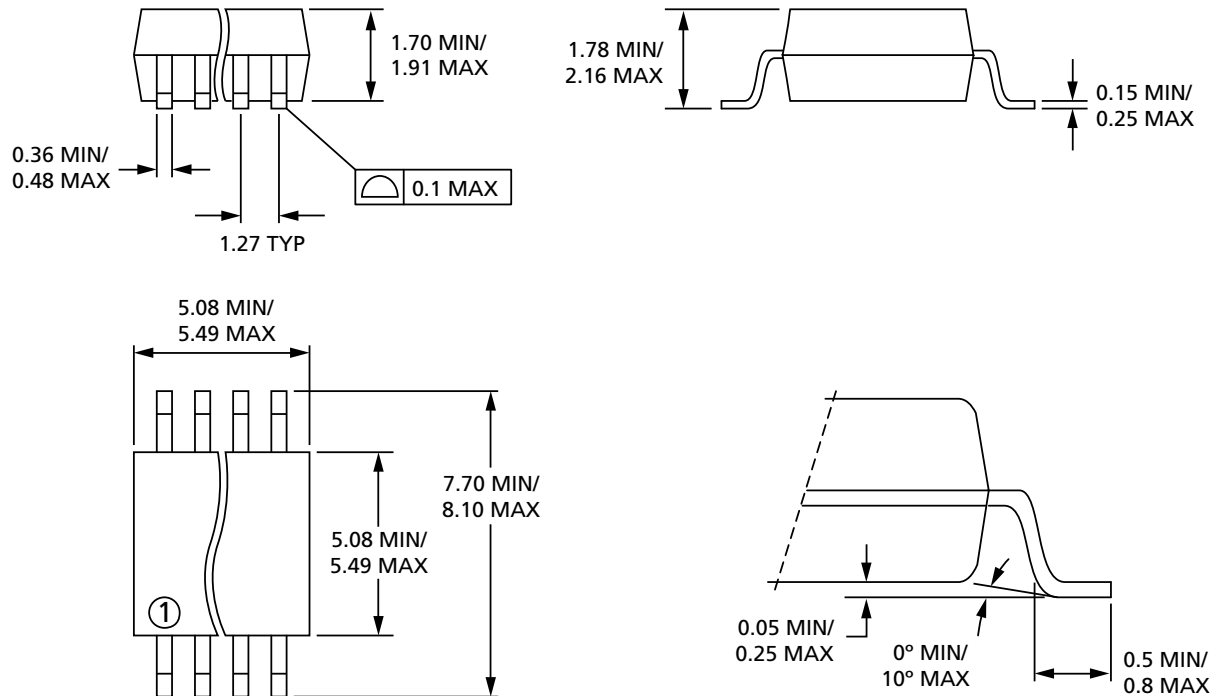 1.70 MIN/
1.91 MAX
1.78 MIN/
2.16 MAX
0.15 MIN/
0.25 MAX
0.36 MIN/
0.48 MAX
0.1 MAX
1.27 TYP
5.08 MIN/
5.49 MAX
7.70 MIN/
8.10 MAX
5.08 MIN/
5.49 MAX
1
0.05 MIN/
0.25 MAX
0° MIN/
10° MAX
0.5 MIN/
0.8 MAX